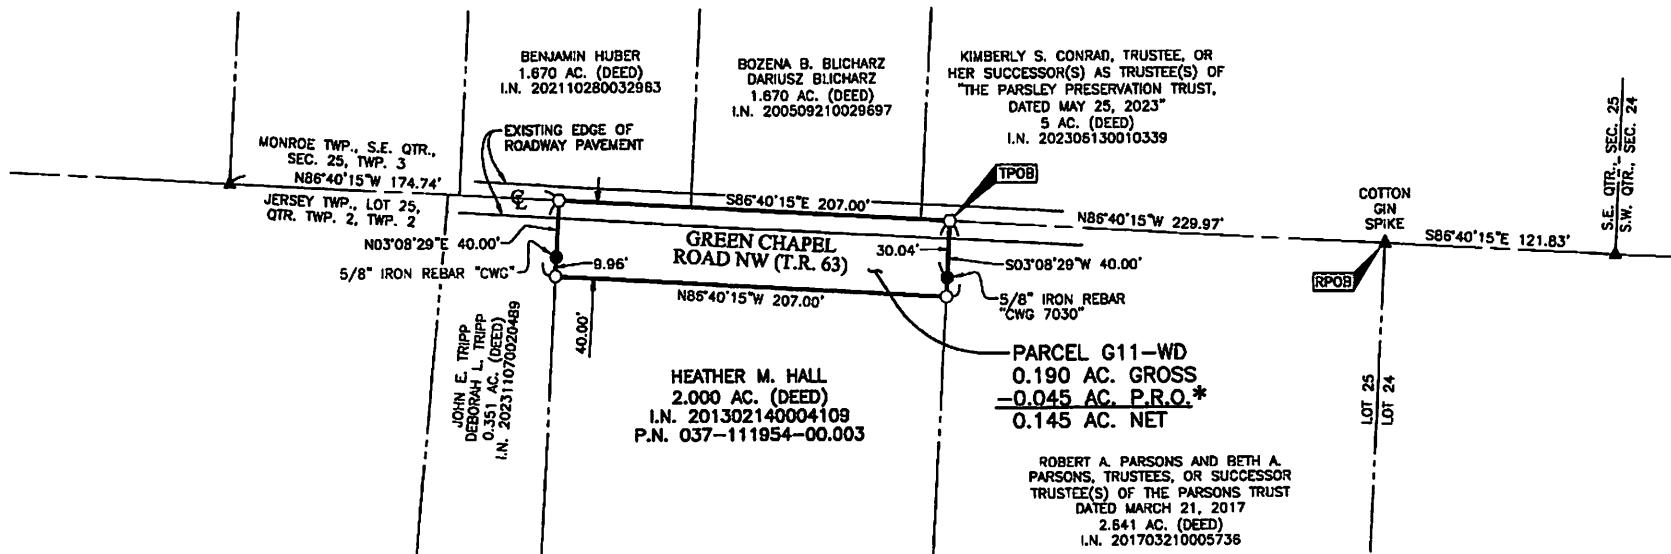 BENJAMIN HUBER
1.670 AC. (DEED)
I.N. 202110280032983
BOZENA B. BLICHARZ
DARIUSZ BLICHARZ
1.670 AC. (DEED)
I.N. 200509210029697
KIMBERLY S. CONRAD, TRUSTEE, OR
HER SUCCESSOR(S) AS TRUSTEE(S) OF
"THE PARSLEY PRESERVATION TRUST,
DATED MAY 25, 2023"
5 AC. (DEED)
I.N. 202306130010339
S.E. QTR., SEC. 25
S.W. QTR., SEC. 24
EXISTING EDGE OF
ROADWAY PAVEMENT
MONROE TWP., S.E. QTR.,
SEC. 25, TWP. 3
N86°40'15"W 174.74'
JERSEY TWP., LOT 25,
QTR. TWP. 2, TWP. 2
CL
TPOB
S86°40'15"E 207.00'
N86°40'15"W 229.97'
COTTON
GIN
SPIKE
S86°40'15"E 121.83'
RPOB
N03°08'29"E 40.00'
GREEN CHAPEL
ROAD NW (T.R. 63)
30.04'
S03°08'29"W 40.00'
5/8" IRON REBAR "CWG"
9.96'
N86°40'15"W 207.00'
5/8" IRON REBAR
"CWG 7030"
40.00'
JOHN E. TRIPP
DEBORAH L. TRIPP
0.351 AC. (DEED)
I.N. 202311070020489
HEATHER M. HALL
2.000 AC. (DEED)
I.N. 201302140004109
P.N. 037-111954-00.003
PARCEL G11-WD
0.190 AC. GROSS
-0.045 AC. P.R.O.*
0.145 AC. NET
LOT 25
LOT 24
ROBERT A. PARSONS AND BETH A.
PARSONS, TRUSTEES, OR SUCCESSOR
TRUSTEE(S) OF THE PARSONS TRUST
DATED MARCH 21, 2017
2.641 AC. (DEED)
I.N. 201703210005736